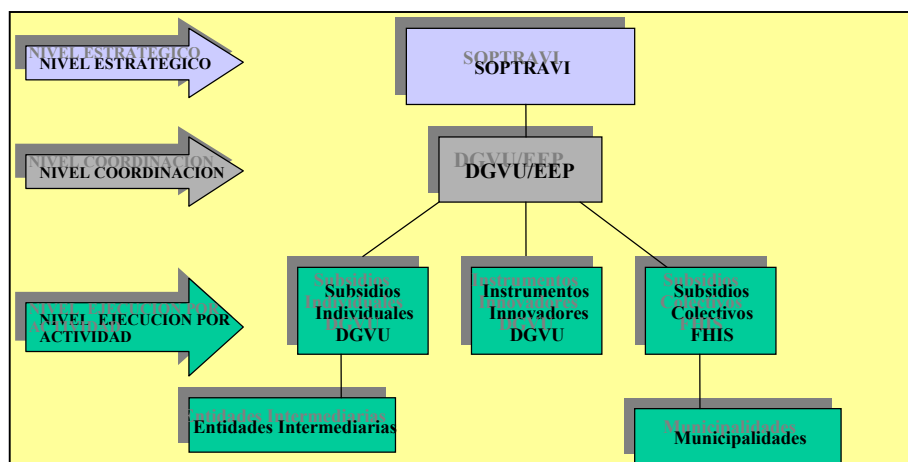 NIVEL ESTRATEGICO
SOPTRAVI
NIVEL COORDINACION
DGVU/EEP
NIVEL EJECUCION POR
ACTIVIDAD
Subsidios
Individuales
DGVU
Instrumentos
Innovadores
DGVU
Subsidios
Colectivos
FHIS
Entidades Intermediarias
Municipalidades